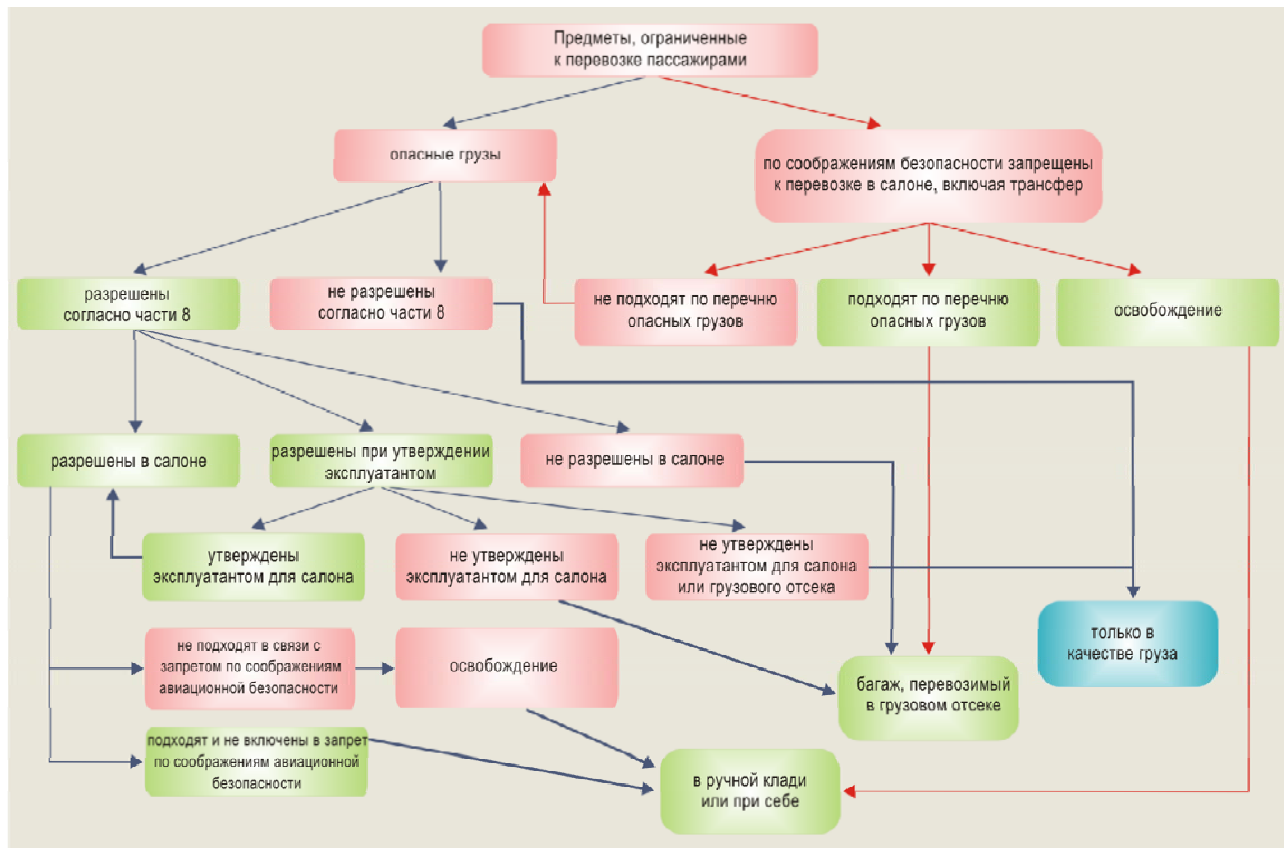 Предметы, ограниченные
к перевозке пассажирами
опасные грузы
по соображениям безопасности запрещены
к перевозке в салоне, включая трансфер
разрешены
согласно части 8
не разрешены
согласно части 8
не подходят по перечню
опасных грузов
подходят по перечню
опасных грузов
освобождение
разрешены в салоне
разрешены при утверждении
эксплуатантом
не разрешены в салоне
утверждены
эксплуатантом для салона
не утверждены
эксплуатантом для салона
не утверждены
эксплуатантом для салона
или грузового отсека
только в
качестве груза
не подходят в связи с
запретом по соображениям
авиационной безопасности
освобождение
багаж, перевозимый
в грузовом отсеке
подходят и не включены в запрет
по соображениям авиационной
безопасности
в ручной клади
или при себе